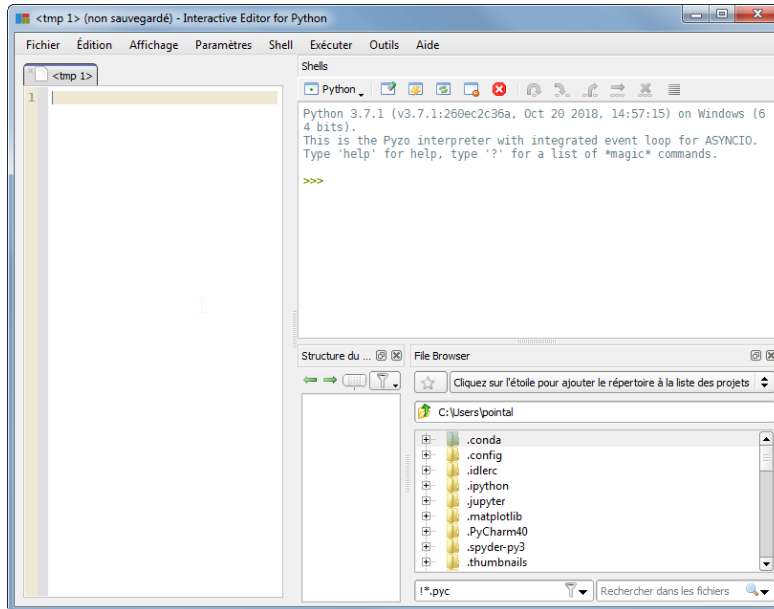 <tmp 1> (non sauvegardé) - Interactive Editor for Python
Fichier Édition Affichage Paramètres Shell Exécuter Outils Aide
<tmp 1>
1
Shells
Python
Python 3.7.1 (v3.7.1:260ec2c36a, Oct 20 2018, 14:57:15) on Windows (6
4 bits).
This is the Pyzo interpreter with integrated event loop for ASYNCIO.
Type 'help' for help, type '?' for a list of *magic* commands.
>>>
Structure du ...
File Browser
Cliquez sur l'étoile pour ajouter le répertoire à la liste des projets
C:\Users\pointal
.conda
.config
.idlerc
.ipython
.jupyter
.matplotlib
.PyCharm40
.spyder-py3
.thumbnails
!*.pyc
Rechercher dans les fichiers